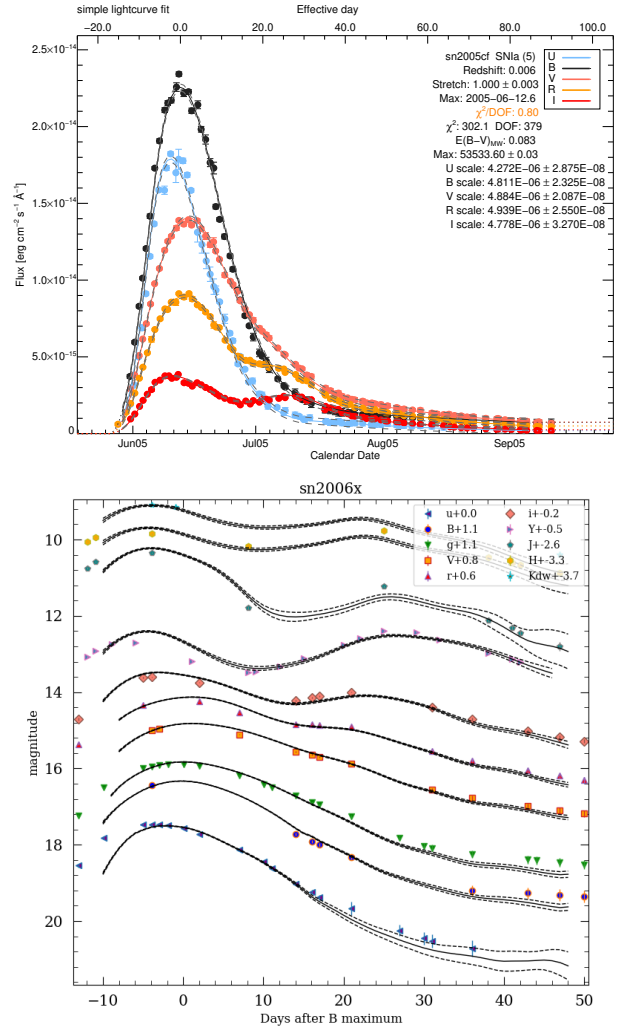 simple lightcurve fit
Effective day
-20.0 0.0 20.0 40.0 60.0 80.0 100.0
2.5×10⁻¹⁴
2.0×10⁻¹⁴
1.5×10⁻¹⁴
1.0×10⁻¹⁴
5.0×10⁻¹⁵
0
Flux [erg cm⁻² s⁻¹ Å⁻¹]
sn2005cf SNIa (5)
Redshift: 0.006
Stretch: 1.000 ± 0.003
Max: 2005-06-12.6
χ²/DOF: 0.80
χ²: 302.1 DOF: 379
E(B−V)MW: 0.083
Max: 53533.60 ± 0.03
U scale: 4.272E-06 ± 2.875E-08
B scale: 4.811E-06 ± 2.325E-08
V scale: 4.884E-06 ± 2.087E-08
R scale: 4.939E-06 ± 2.550E-08
I scale: 4.778E-06 ± 3.270E-08
U
B
V
R
I
Jun05 Jul05 Aug05 Sep05
Calendar Date
sn2006x
u+0.0
B+1.1
g+1.1
V+0.8
r+0.6
i+-0.2
Y+-0.5
J+-2.6
H+-3.3
Kdw+-3.7
10
12
14
16
18
20
magnitude
−10 0 10 20 30 40 50
Days after B maximum